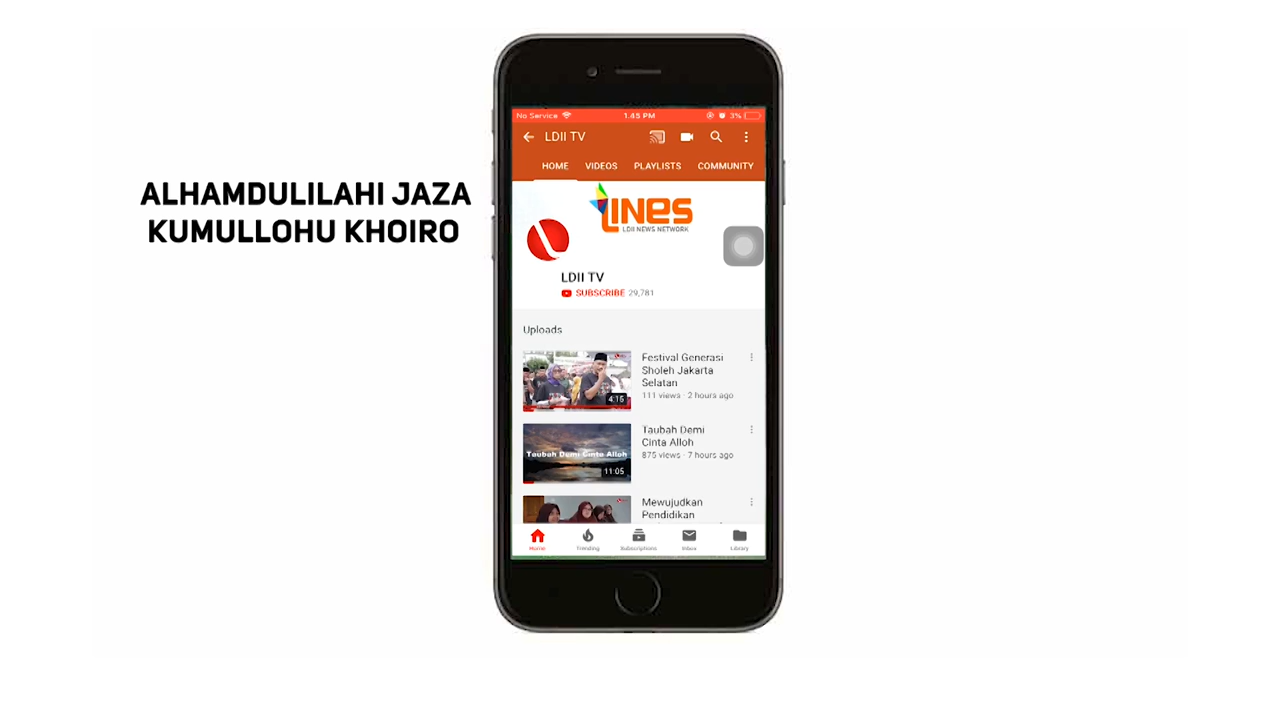 ALHAMDULILAHI JAZA
KUMULLOHU KHOIRO
No Service 1.45 PM 3%
LDII TV
HOME VIDEOS PLAYLISTS COMMUNITY
LINES
LDII NEWS NETWORK
LDII TV
SUBSCRIBE 29,781
Uploads
4:15
Festival Generasi
Sholeh Jakarta
Selatan
111 views · 2 hours ago
Taubah Demi Cinta Alloh
11:05
Taubah Demi
Cinta Alloh
875 views · 7 hours ago
Mewujudkan
Pendidikan
Home Trending Subscriptions Inbox Library